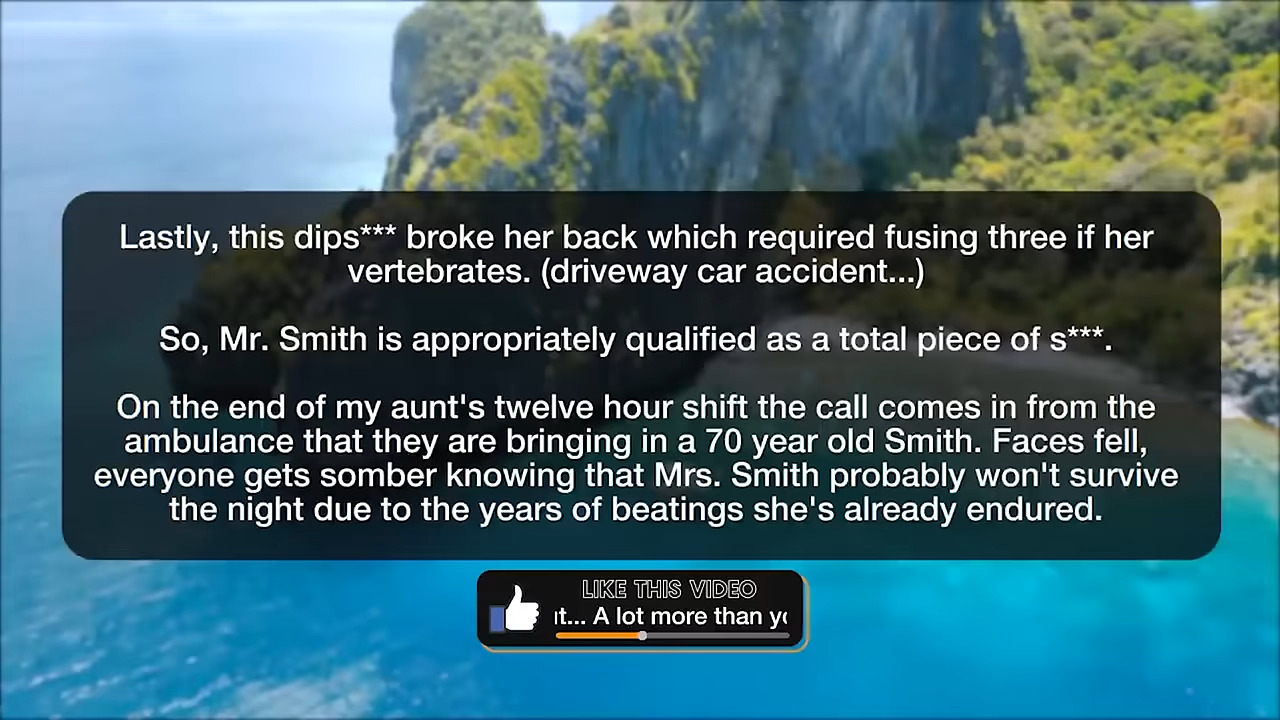 Lastly, this dips*** broke her back which required fusing three if her
vertebrates. (driveway car accident...)
So, Mr. Smith is appropriately qualified as a total piece of s***.
On the end of my aunt's twelve hour shift the call comes in from the
ambulance that they are bringing in a 70 year old Smith. Faces fell,
everyone gets somber knowing that Mrs. Smith probably won't survive
the night due to the years of beatings she's already endured.
LIKE THIS VIDEO
... A lot more than